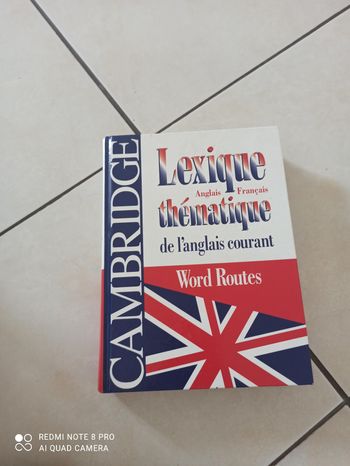 CAMBRIDGE
Lexique
Anglais Français
thématique
de l'anglais courant
Word Routes
REDMI NOTE 8 PRO
AI QUAD CAMERA